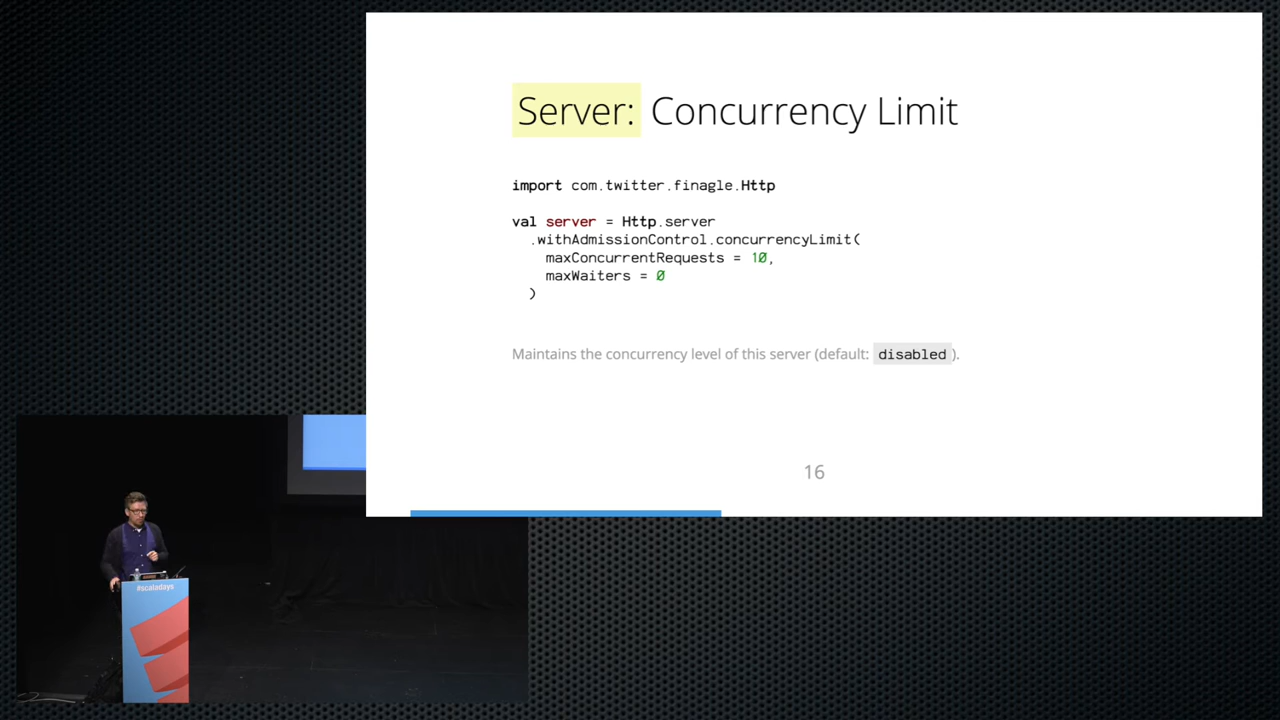 Server: Concurrency Limit
import com.twitter.finagle.Http
val server = Http.server
.withAdmissionControl.concurrencyLimit(
maxConcurrentRequests = 10,
maxWaiters = 0
)
Maintains the concurrency level of this server (default: disabled).
16
#scaladays